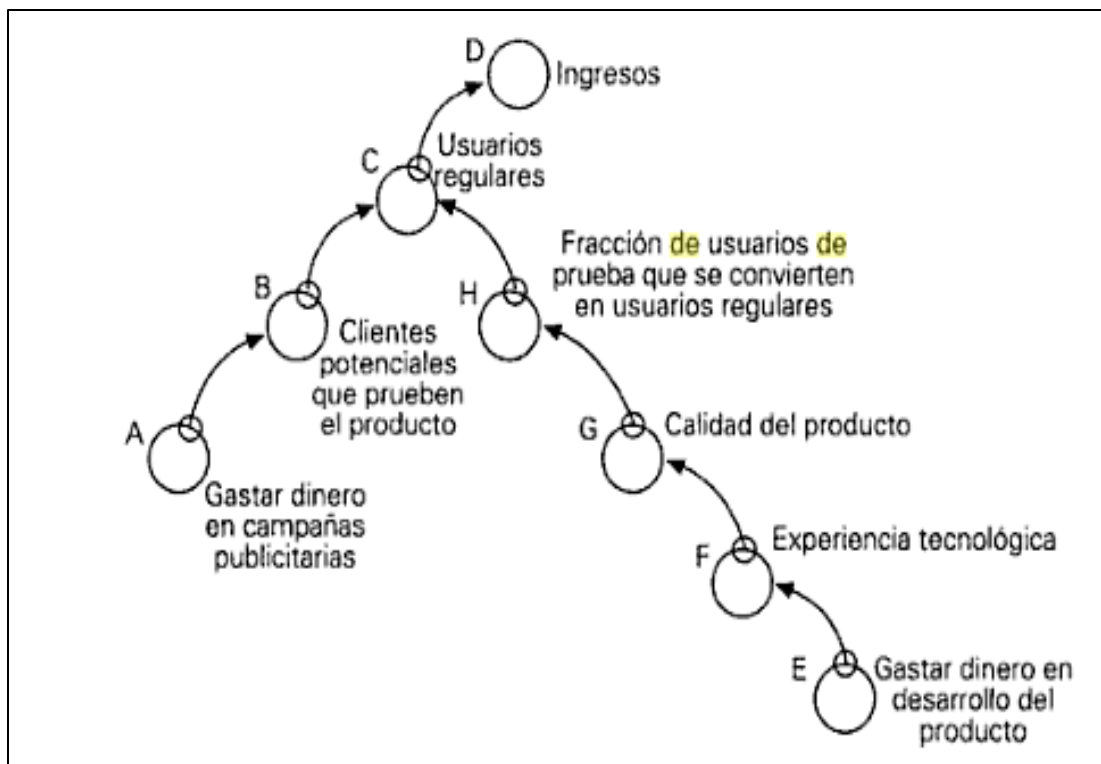 D
Ingresos
C
Usuarios
regulares
B
Clientes
potenciales
que prueben
el producto
H
Fracción de usuarios de
prueba que se convierten
en usuarios regulares
A
Gastar dinero
en campañas
publicitarias
G
Calidad del producto
F
Experiencia tecnológica
E
Gastar dinero en
desarrollo del
producto